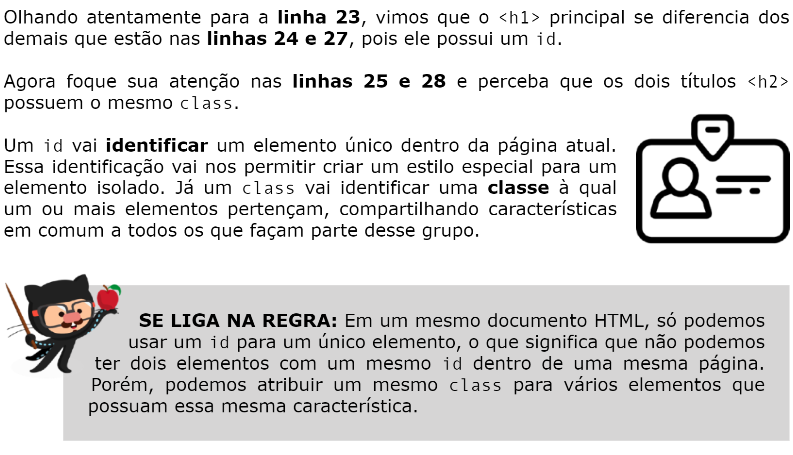 Olhando atentamente para a linha 23, vimos que o <h1> principal se diferencia dos
demais que estão nas linhas 24 e 27, pois ele possui um id.
Agora foque sua atenção nas linhas 25 e 28 e perceba que os dois títulos <h2>
possuem o mesmo class.
Um id vai identificar um elemento único dentro da página atual.
Essa identificação vai nos permitir criar um estilo especial para um
elemento isolado. Já um class vai identificar uma classe à qual
um ou mais elementos pertençam, compartilhando características
em comum a todos os que façam parte desse grupo.
SE LIGA NA REGRA: Em um mesmo documento HTML, só podemos
usar um id para um único elemento, o que significa que não podemos
ter dois elementos com um mesmo id dentro de uma mesma página.
Porém, podemos atribuir um mesmo class para vários elementos que
possuam essa mesma característica.